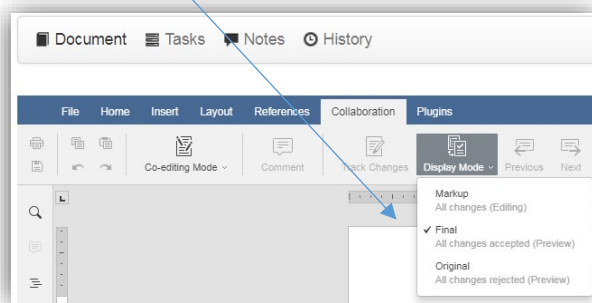 Document Tasks Notes History
File Home Insert Layout References Collaboration Plugins
Co-editing Mode Comment Track Changes Display Mode Previous Next
L
Markup
All changes (Editing)
✓ Final
All changes accepted (Preview)
Original
All changes rejected (Preview)